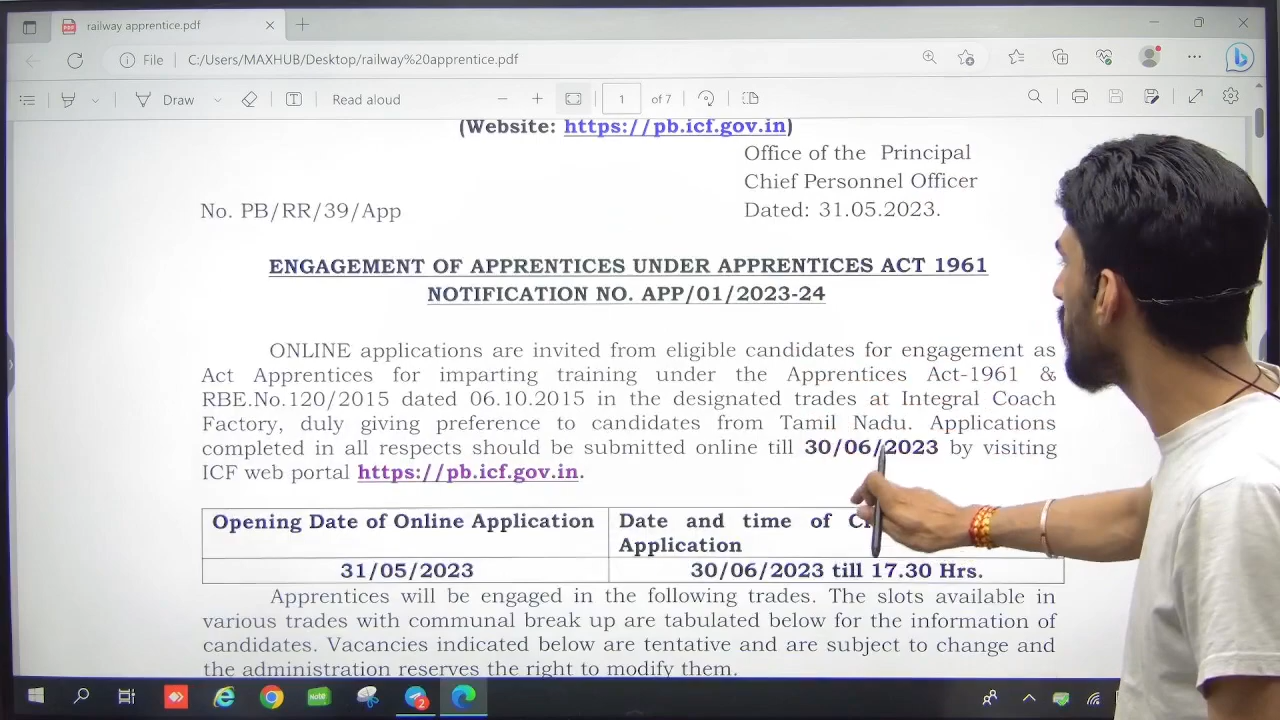 railway apprentice.pdf
File
C:/Users/MAXHUB/Desktop/railway%20apprentice.pdf
Draw
Read aloud
1
of 7
(Website: https://pb.icf.gov.in)
Office of the Principal
Chief Personnel Officer
No. PB/RR/39/App
Dated: 31.05.2023.
ENGAGEMENT OF APPRENTICES UNDER APPRENTICES ACT 1961
NOTIFICATION NO. APP/01/2023-24
ONLINE applications are invited from eligible candidates for engagement as
Act Apprentices for imparting training under the Apprentices Act-1961 &
RBE.No.120/2015 dated 06.10.2015 in the designated trades at Integral Coach
Factory, duly giving preference to candidates from Tamil Nadu. Applications
completed in all respects should be submitted online till 30/06/2023 by visiting
ICF web portal https://pb.icf.gov.in.
Opening Date of Online Application
Date and time of
Application
31/05/2023
30/06/2023 till 17.30 Hrs.
Apprentices will be engaged in the following trades. The slots available in
various trades with communal break up are tabulated below for the information of
candidates. Vacancies indicated below are tentative and are subject to change and
the administration reserves the right to modify them.
2